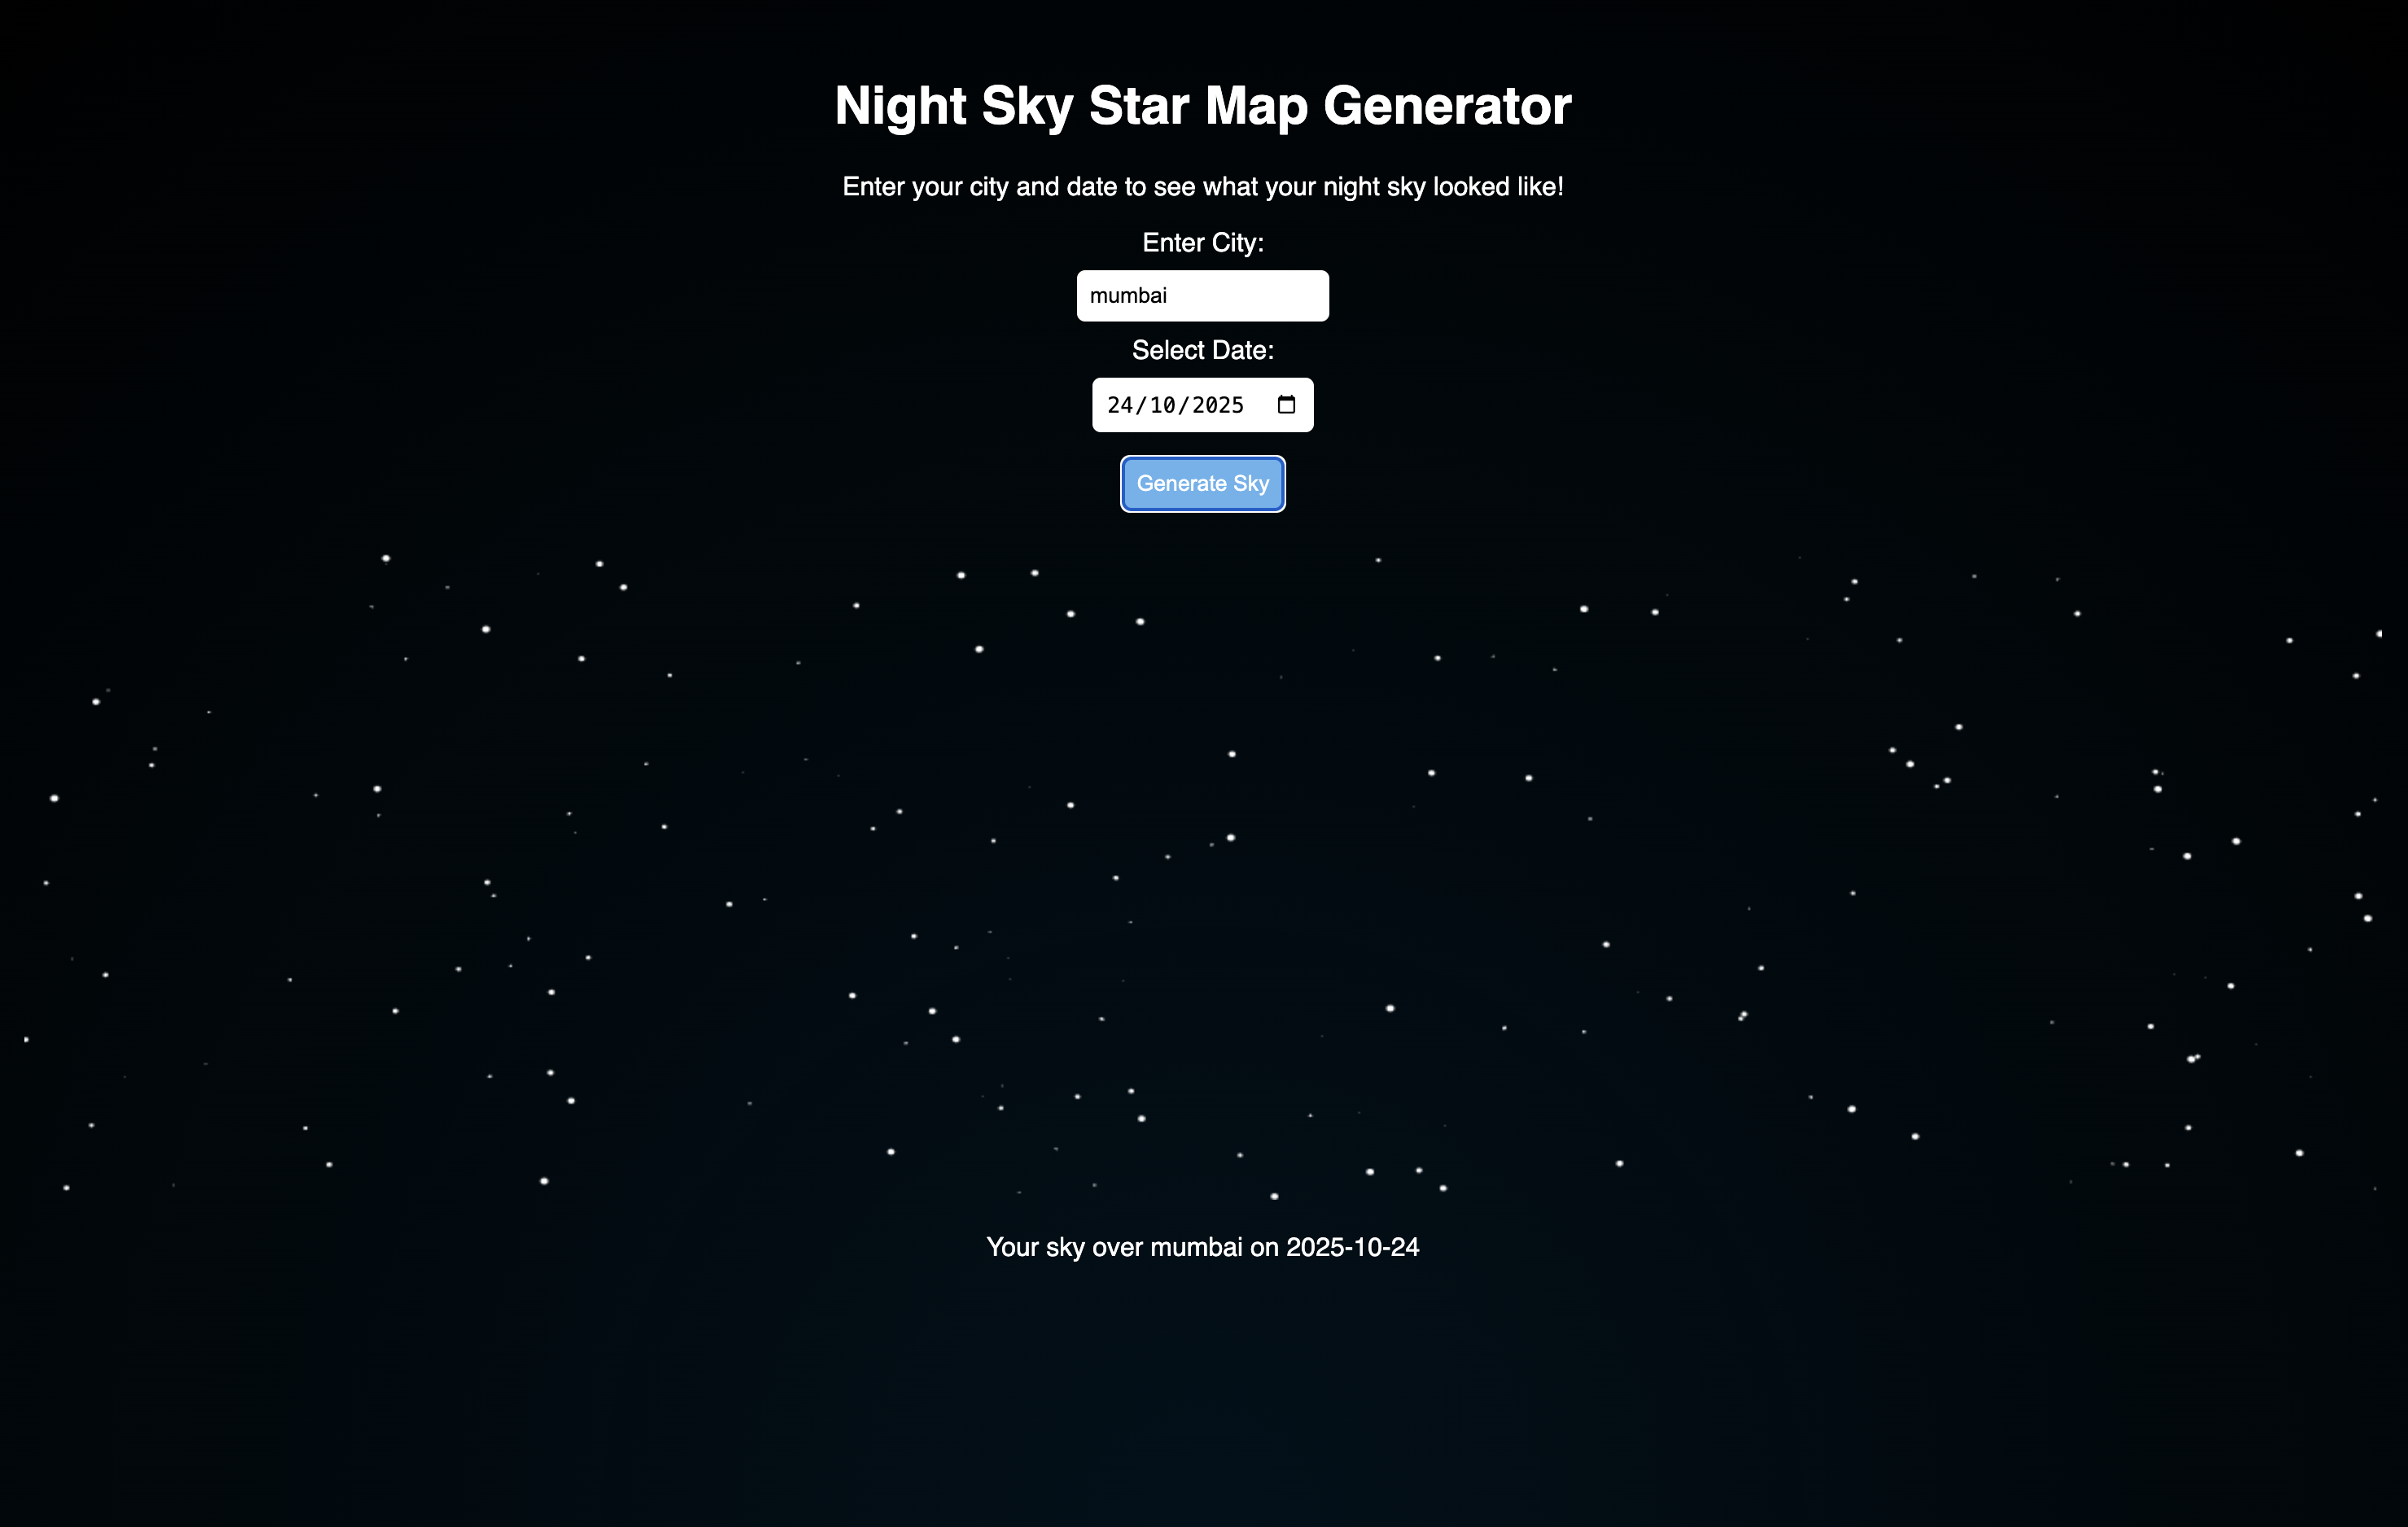 Night Sky Star Map Generator
Enter your city and date to see what your night sky looked like!
Enter City:
mumbai
Select Date:
24/10/2025
Generate Sky
Your sky over mumbai on 2025-10-24